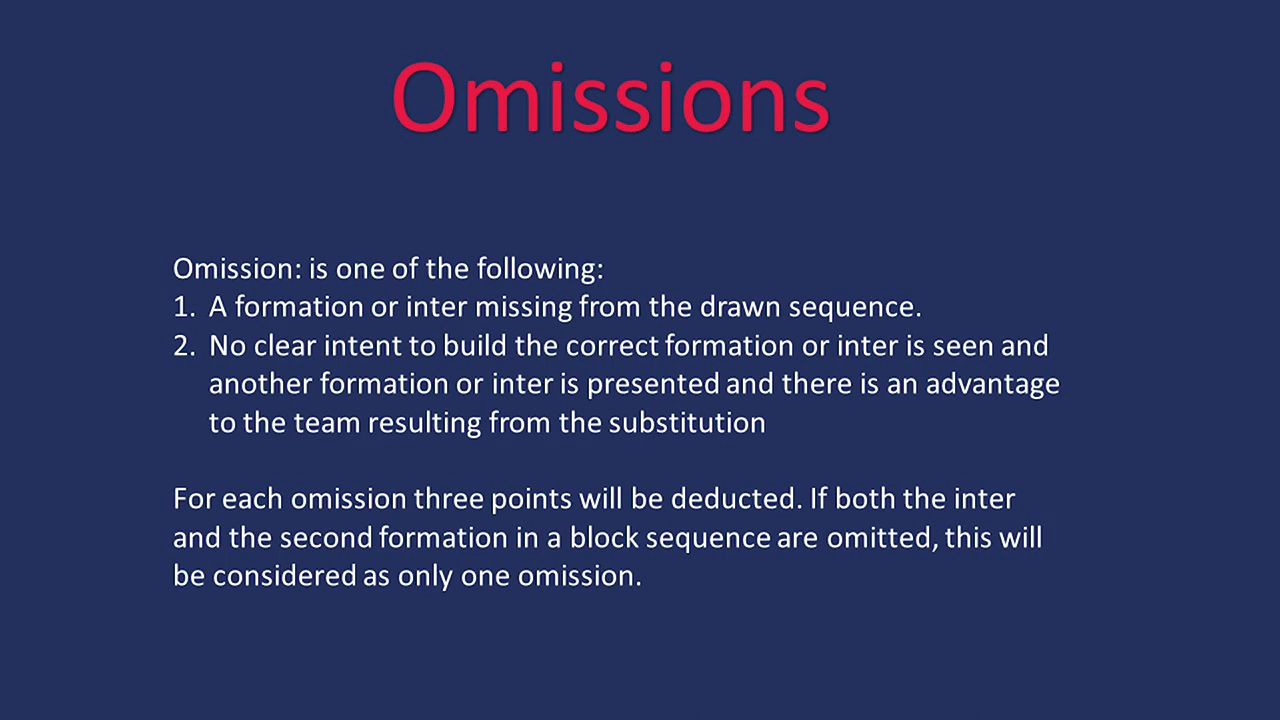 Omissions
Omission: is one of the following:
1. A formation or inter missing from the drawn sequence.
2. No clear intent to build the correct formation or inter is seen and
another formation or inter is presented and there is an advantage
to the team resulting from the substitution
For each omission three points will be deducted. If both the inter
and the second formation in a block sequence are omitted, this will
be considered as only one omission.